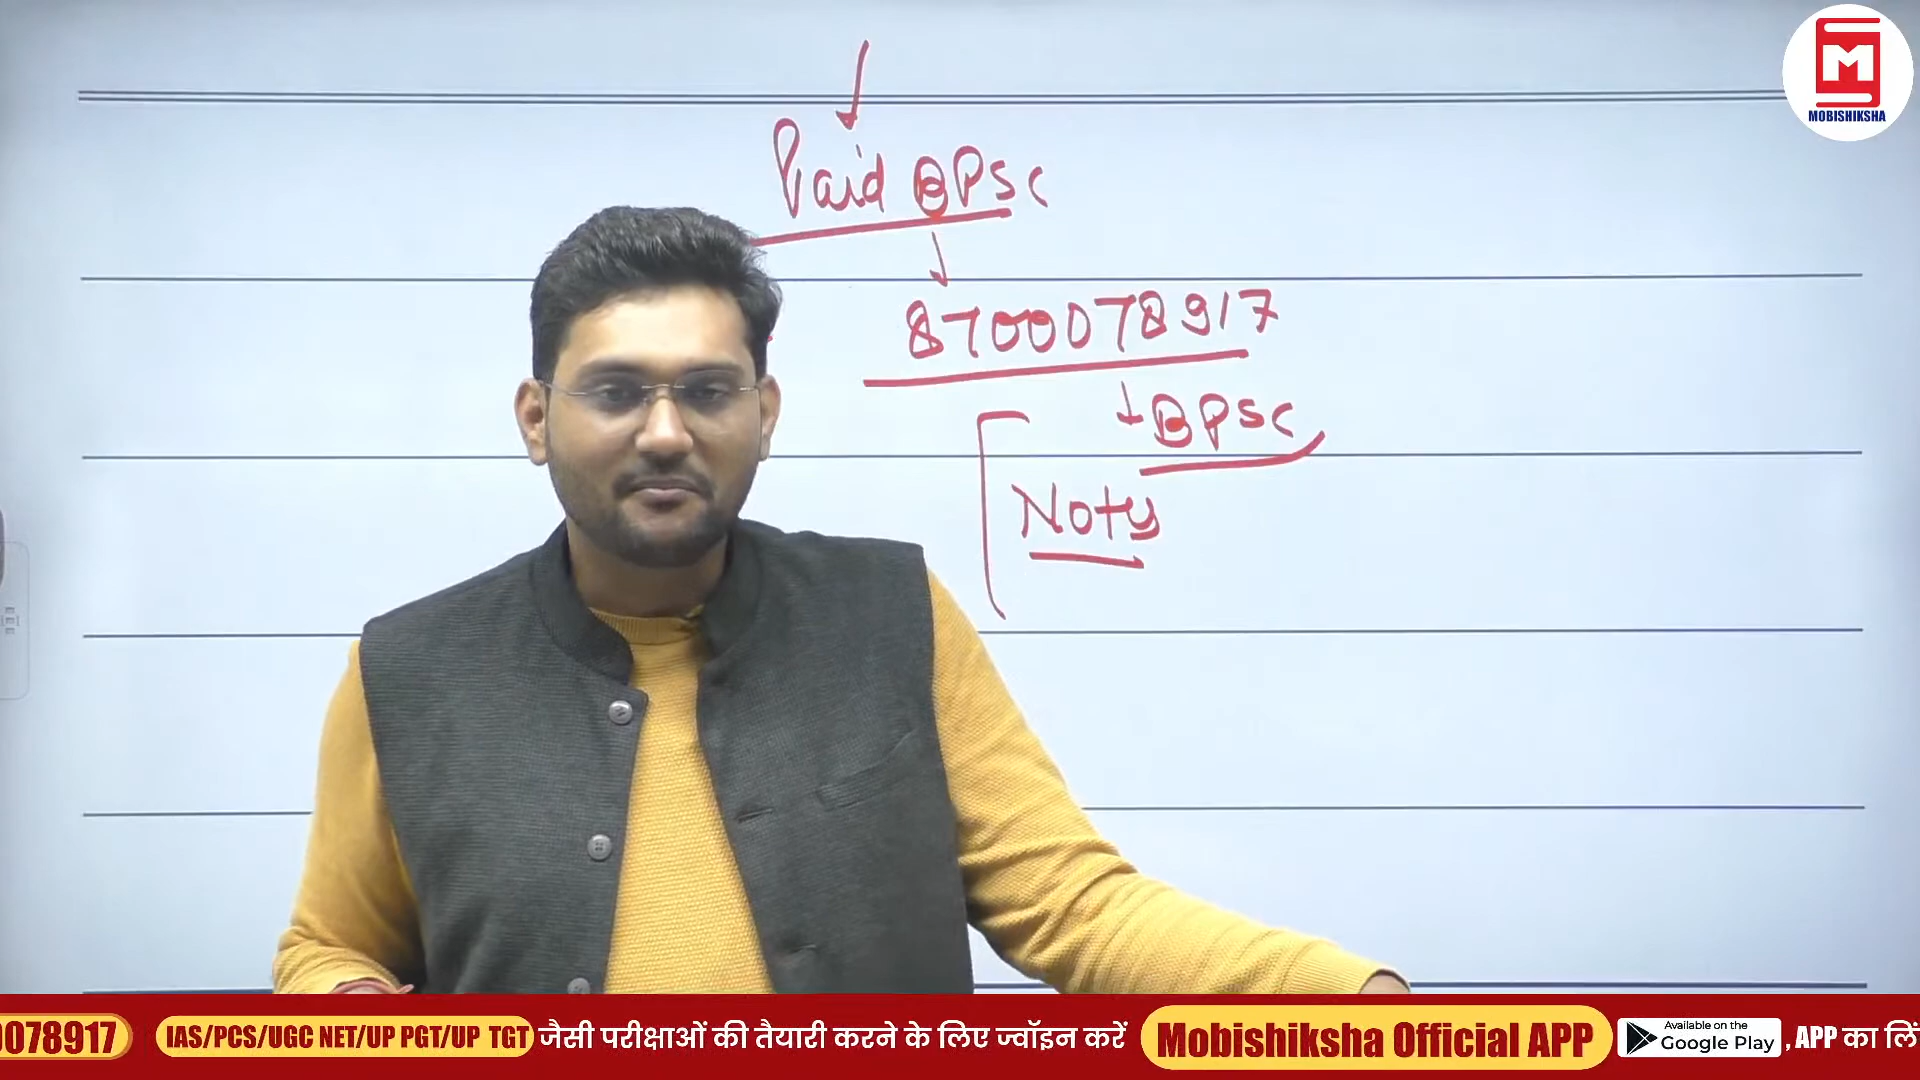 MOBISHIKSHA
Paid BPSC
8700078917
BPSC
Notes
0078917
IAS/PCS/UGC NET/UP PGT/UP TGT जैसी परीक्षाओं की तैयारी करने के लिए ज्वॉइन करें
Mobishiksha Official APP
Available on the
Google Play
, APP का लिं